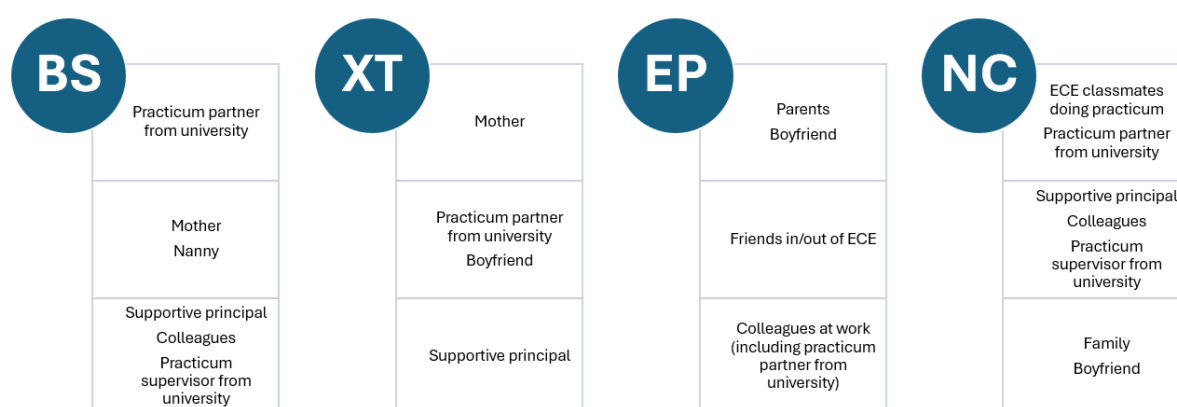 BS
Practicum partner
from university
Mother
Nanny
Supportive principal
Colleagues
Practicum
supervisor from
university
XT
Mother
Practicum partner
from university
Boyfriend
Supportive principal
EP
Parents
Boyfriend
Friends in/out of ECE
Colleagues at work
(including practicum
partner from
university)
NC
ECE classmates
doing practicum
Practicum partner
from university
Supportive principal
Colleagues
Practicum
supervisor from
university
Family
Boyfriend